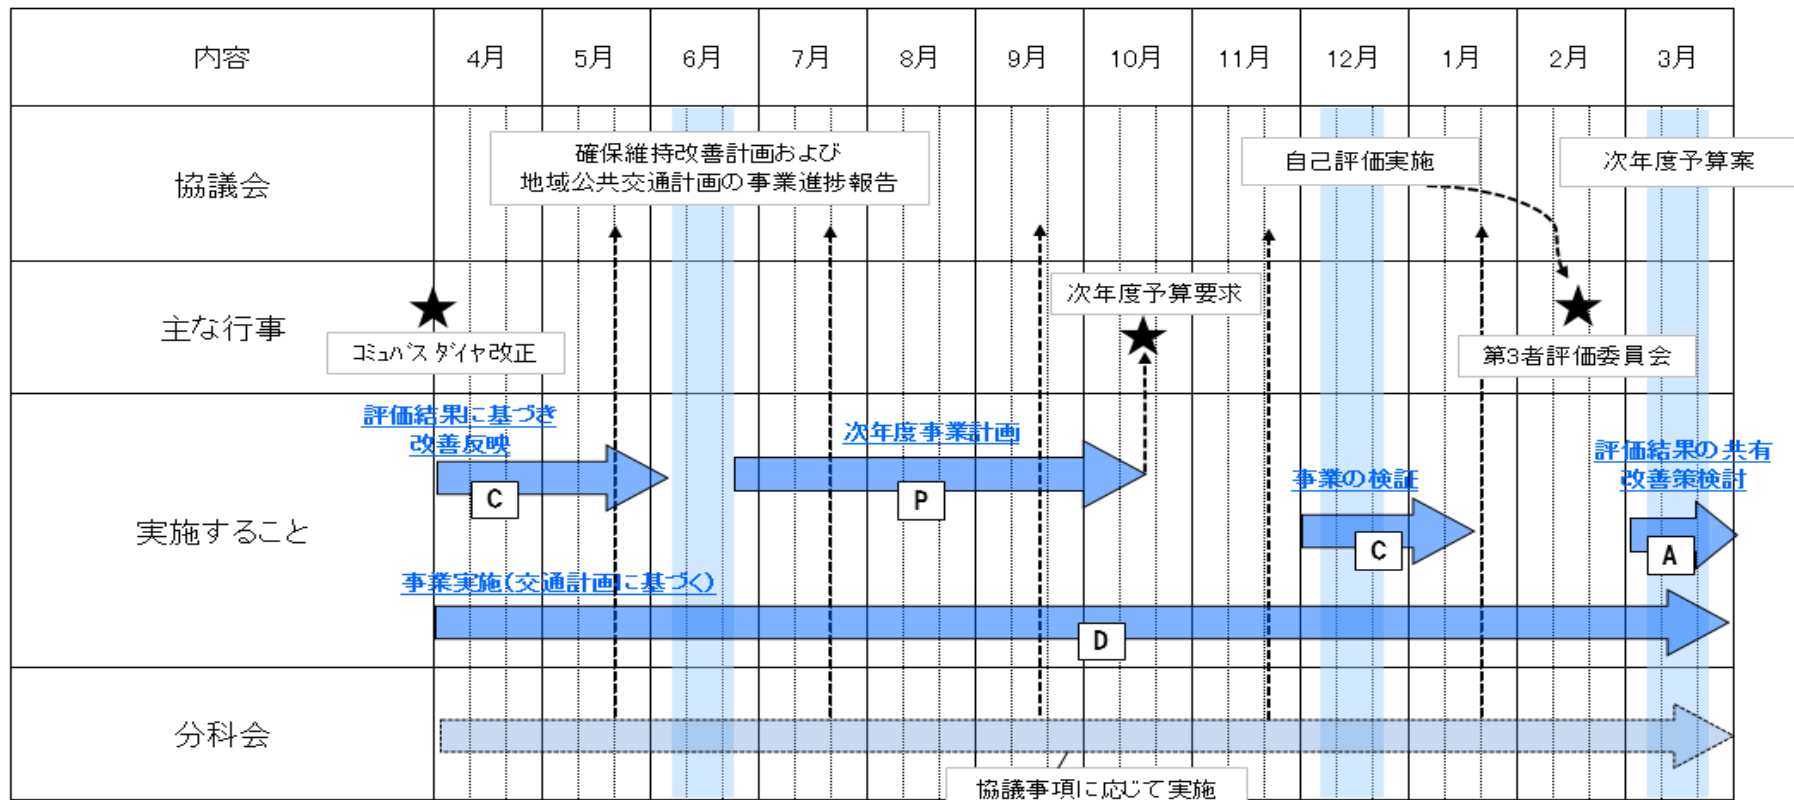 内容
4月
5月
6月
7月
8月
9月
10月
11月
12月
1月
2月
3月
協議会
確保維持改善計画および
地域公共交通計画の事業進捗報告
自己評価実施
次年度予算案
主な行事
コミュバスダイヤ改正
次年度予算要求
第3者評価委員会
実施すること
評価結果に基づき
改善反映
C
次年度事業計画
P
事業の検証
C
評価結果の共有
改善策検討
A
事業実施(交通計画に基づく)
D
分科会
協議事項に応じて実施